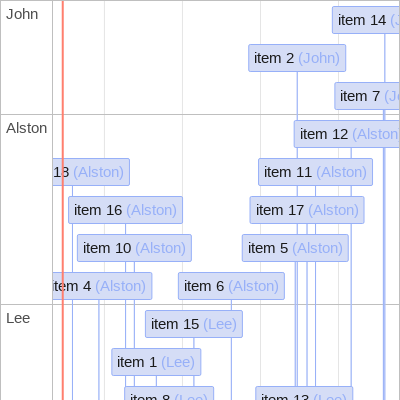 John
item 14 (J
item 2 (John)
item 7 (Jo
Alston
item 12 (Alston
13 (Alston)
item 11 (Alston)
item 16 (Alston)
item 17 (Alston)
item 10 (Alston)
item 5 (Alston)
item 4 (Alston)
item 6 (Alston)
Lee
item 15 (Lee)
item 1 (Lee)
item 8 (Lee)
item 13 (Lee)